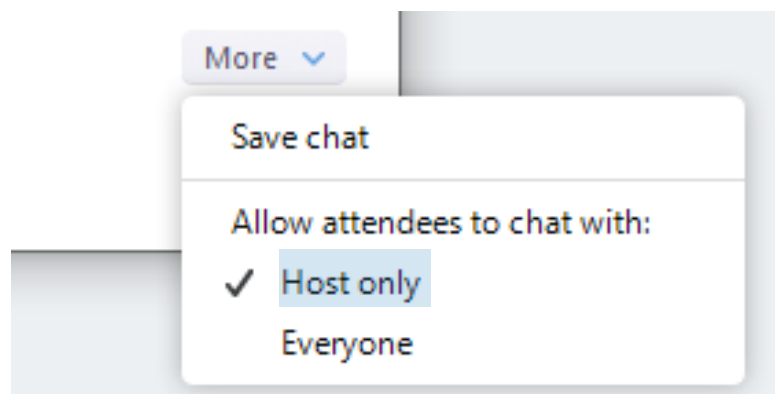 More
Save chat
Allow attendees to chat with:
Host only
Everyone